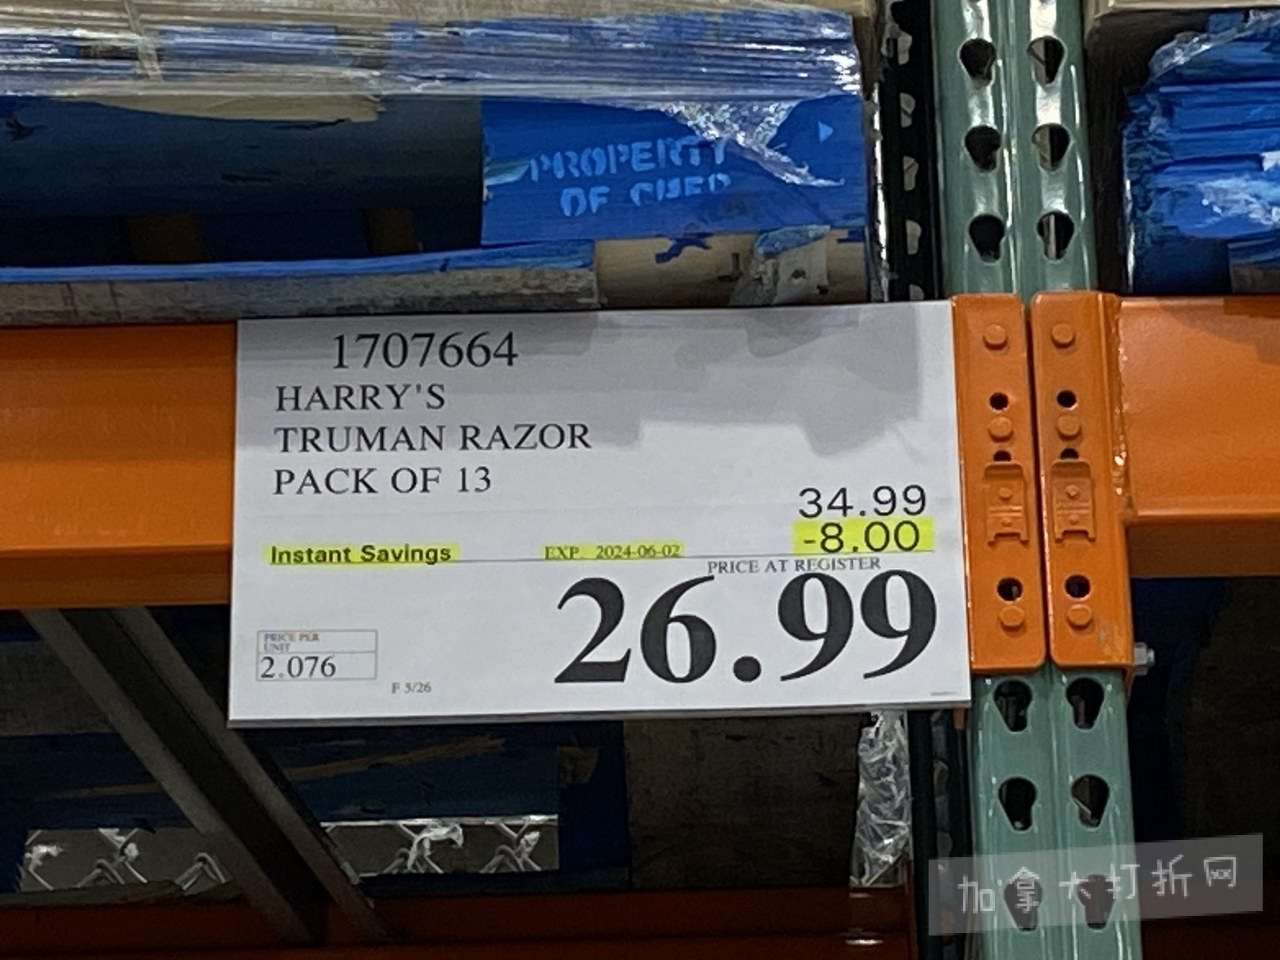 PROPERTY
OF CHEP
1707664
HARRY'S
TRUMAN RAZOR
PACK OF 13
34.99
-8.00
Instant Savings EXP 2024-06-02
PRICE AT REGISTER
26.99
PRICE PER
UNIT
2.076
F 5/26
加拿大打折网